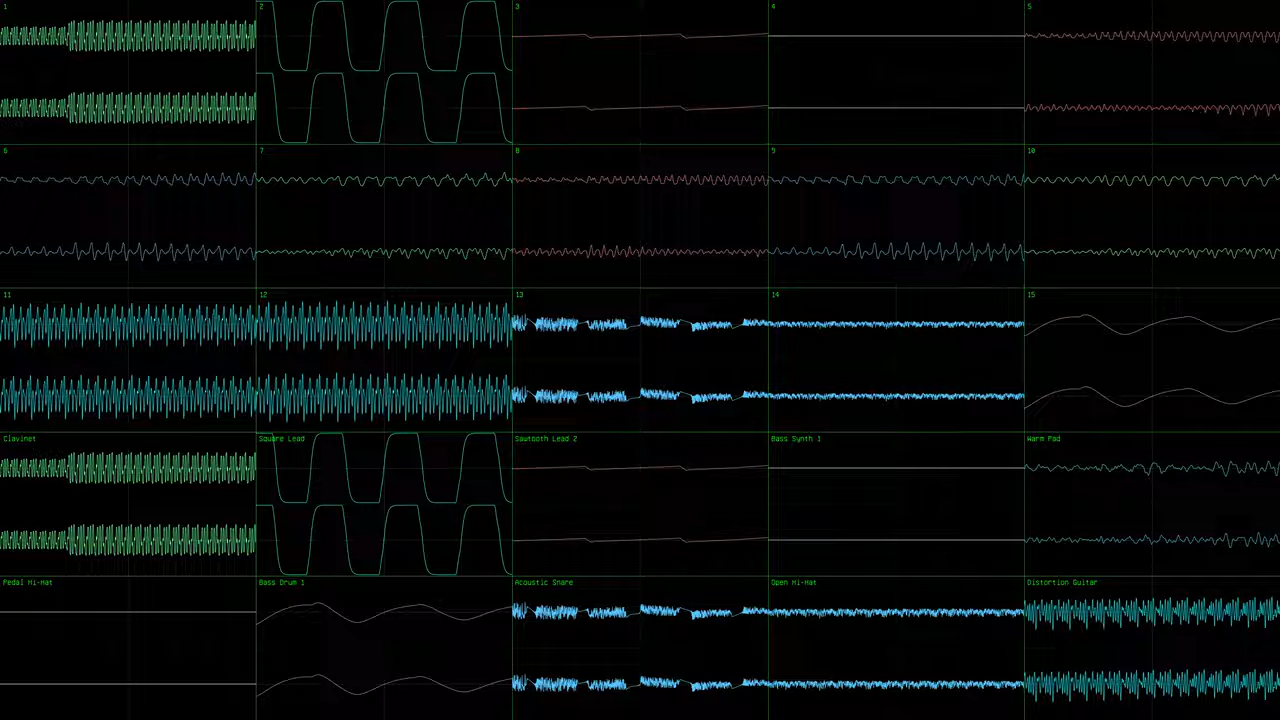 1
2
3
4
5
6
7
8
9
10
11
12
13
14
15
Clavinet
Square Lead
Sawtooth Lead 2
Bass Synth 1
Warm Pad
Pedal Hi-Hat
Bass Drum 1
Acoustic Snare
Open Hi-Hat
Distortion Guitar